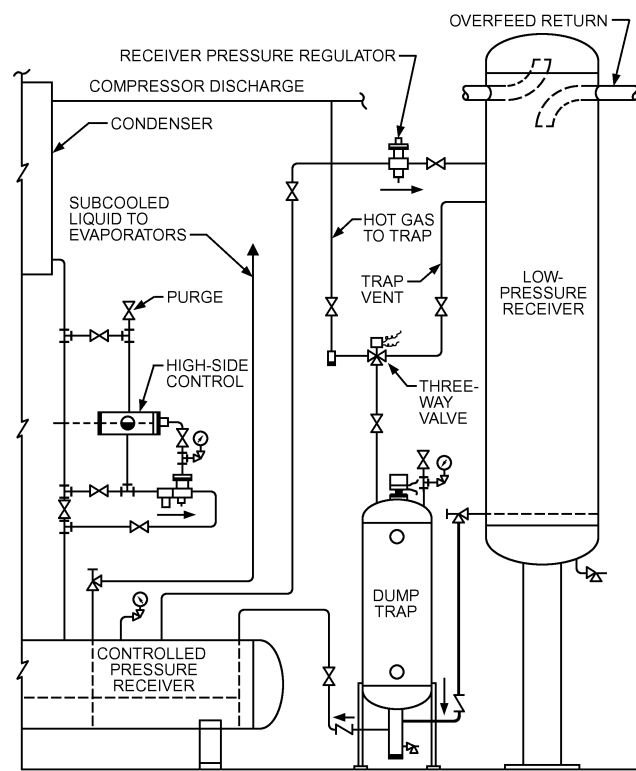 OVERFEED RETURN
RECEIVER PRESSURE REGULATOR
COMPRESSOR DISCHARGE
CONDENSER
SUBCOOLED
LIQUID TO
EVAPORATORS
HOT GAS
TO TRAP
TRAP
VENT
LOW-
PRESSURE
RECEIVER
PURGE
HIGH-SIDE
CONTROL
THREE-
WAY
VALVE
DUMP
TRAP
CONTROLLED
PRESSURE
RECEIVER